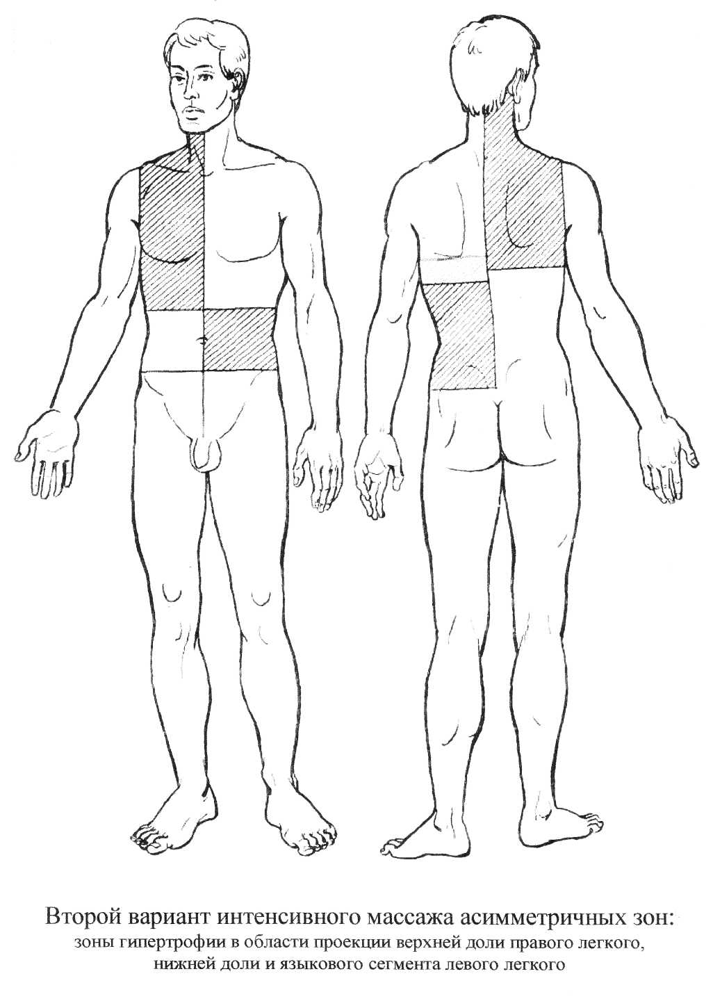 Второй вариант интенсивного массажа асимметричных зон:
зоны гипертрофии в области проекции верхней доли правого легкого,
нижней доли и языкового сегмента левого легкого